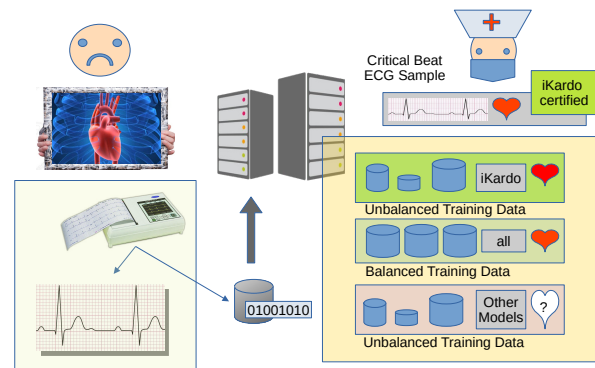 Critical Beat
ECG Sample
iKardo
certified
iKardo
Unbalanced Training Data
all
Balanced Training Data
01001010
Other
Models
?
Unbalanced Training Data